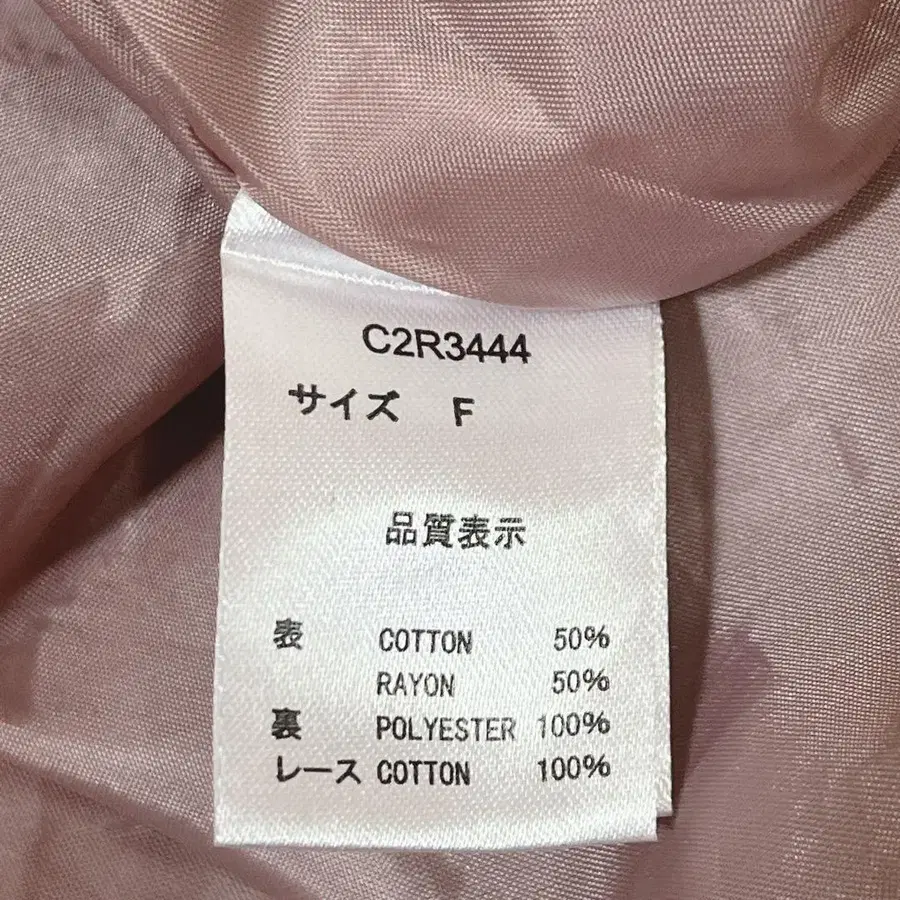 C2R3444
サイズ F
品質表示
表 COTTON 50%
RAYON 50%
裏 POLYESTER 100%
レース COTTON 100%